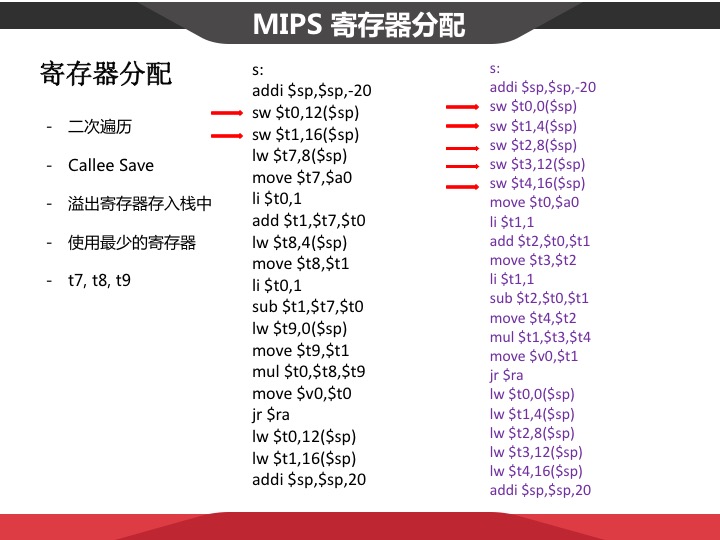 MIPS 寄存器分配
寄存器分配
- 二次遍历
- Callee Save
- 溢出寄存器存入栈中
- 使用最少的寄存器
- t7, t8, t9
s:
addi $sp,$sp,-20
sw $t0,12($sp)
sw $t1,16($sp)
lw $t7,8($sp)
move $t7,$a0
li $t0,1
add $t1,$t7,$t0
lw $t8,4($sp)
move $t8,$t1
li $t0,1
sub $t1,$t7,$t0
lw $t9,0($sp)
move $t9,$t1
mul $t0,$t8,$t9
move $v0,$t0
jr $ra
lw $t0,12($sp)
lw $t1,16($sp)
addi $sp,$sp,20
s:
addi $sp,$sp,-20
sw $t0,0($sp)
sw $t1,4($sp)
sw $t2,8($sp)
sw $t3,12($sp)
sw $t4,16($sp)
move $t0,$a0
li $t1,1
add $t2,$t0,$t1
move $t3,$t2
li $t1,1
sub $t2,$t0,$t1
move $t4,$t2
mul $t1,$t3,$t4
move $v0,$t1
jr $ra
lw $t0,0($sp)
lw $t1,4($sp)
lw $t2,8($sp)
lw $t3,12($sp)
lw $t4,16($sp)
addi $sp,$sp,20